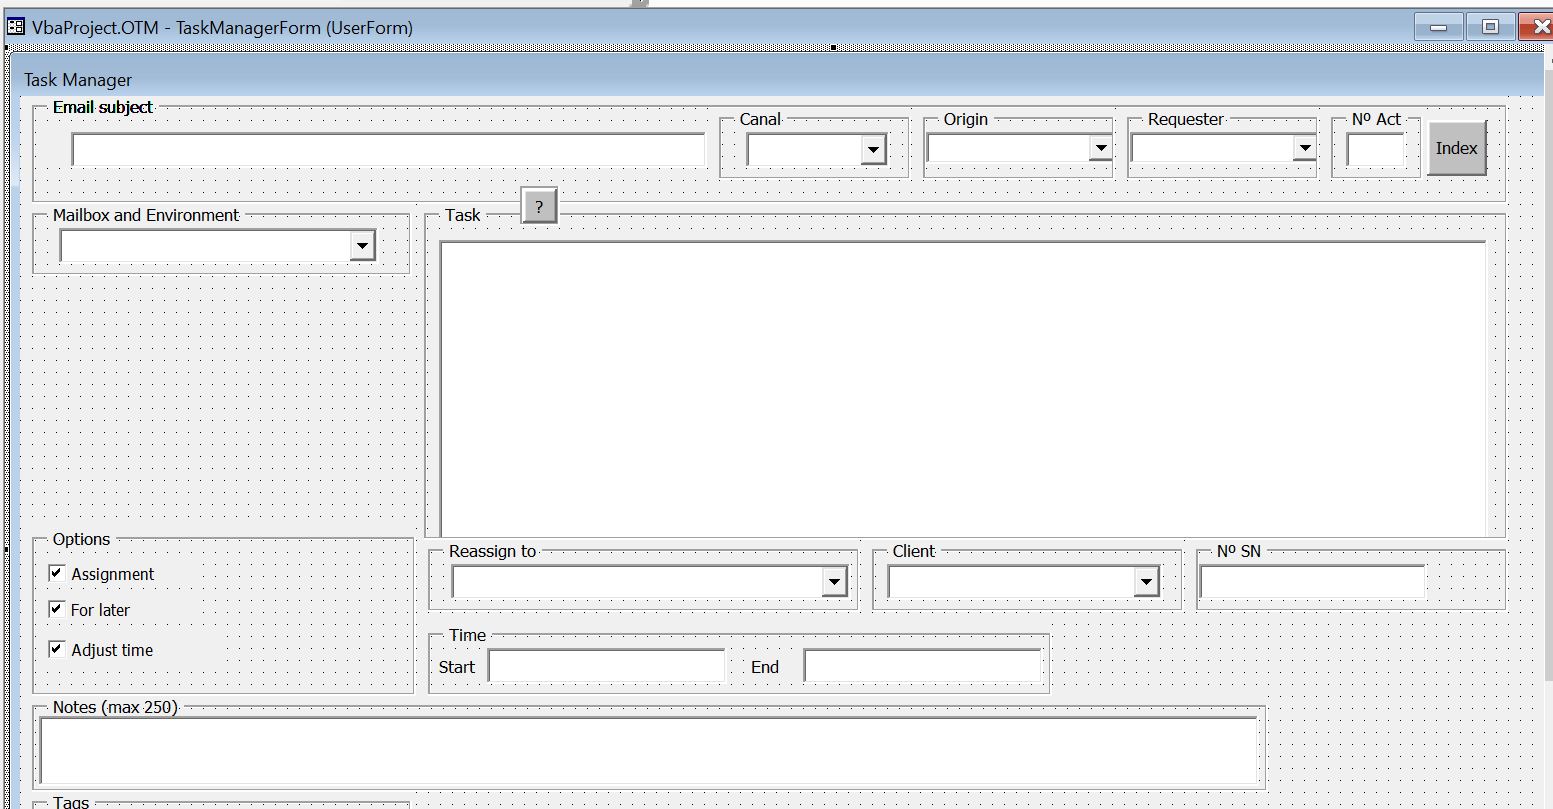 VbaProject.OTM - TaskManagerForm (UserForm)
Task Manager
Email subject
Canal
Origin
Requester
Nº Act
Index
Mailbox and Environment
Task
?
Options
Assignment
For later
Adjust time
Reassign to
Client
Nº SN
Time
Start
End
Notes (max 250)
Tags